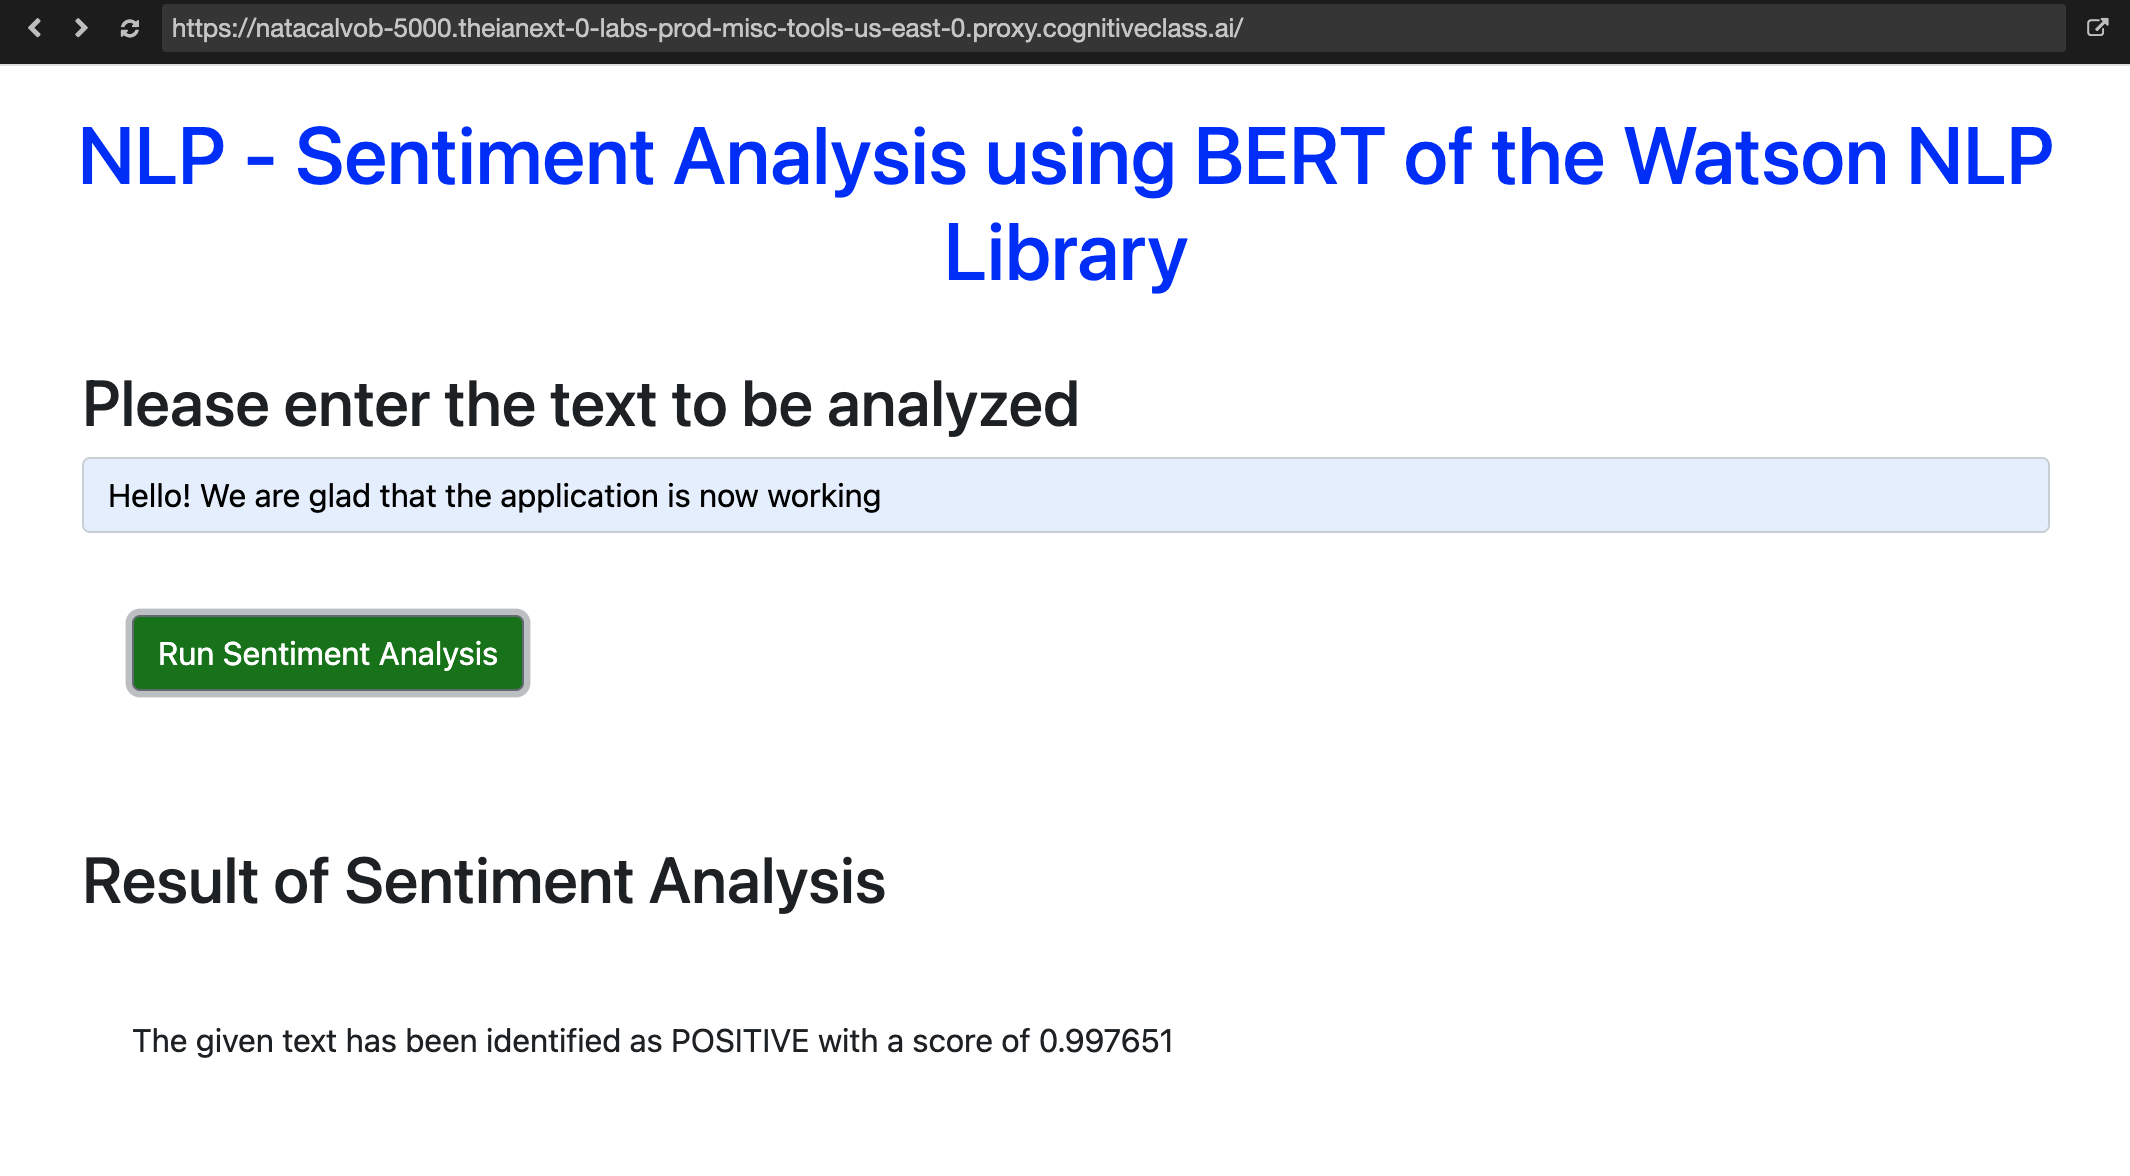 https://natacalvob-5000.theianext-0-labs-prod-misc-tools-us-east-0.proxy.cognitiveclass.ai/
NLP - Sentiment Analysis using BERT of the Watson NLP
Library
Please enter the text to be analyzed
Hello! We are glad that the application is now working
Run Sentiment Analysis
Result of Sentiment Analysis
The given text has been identified as POSITIVE with a score of 0.997651